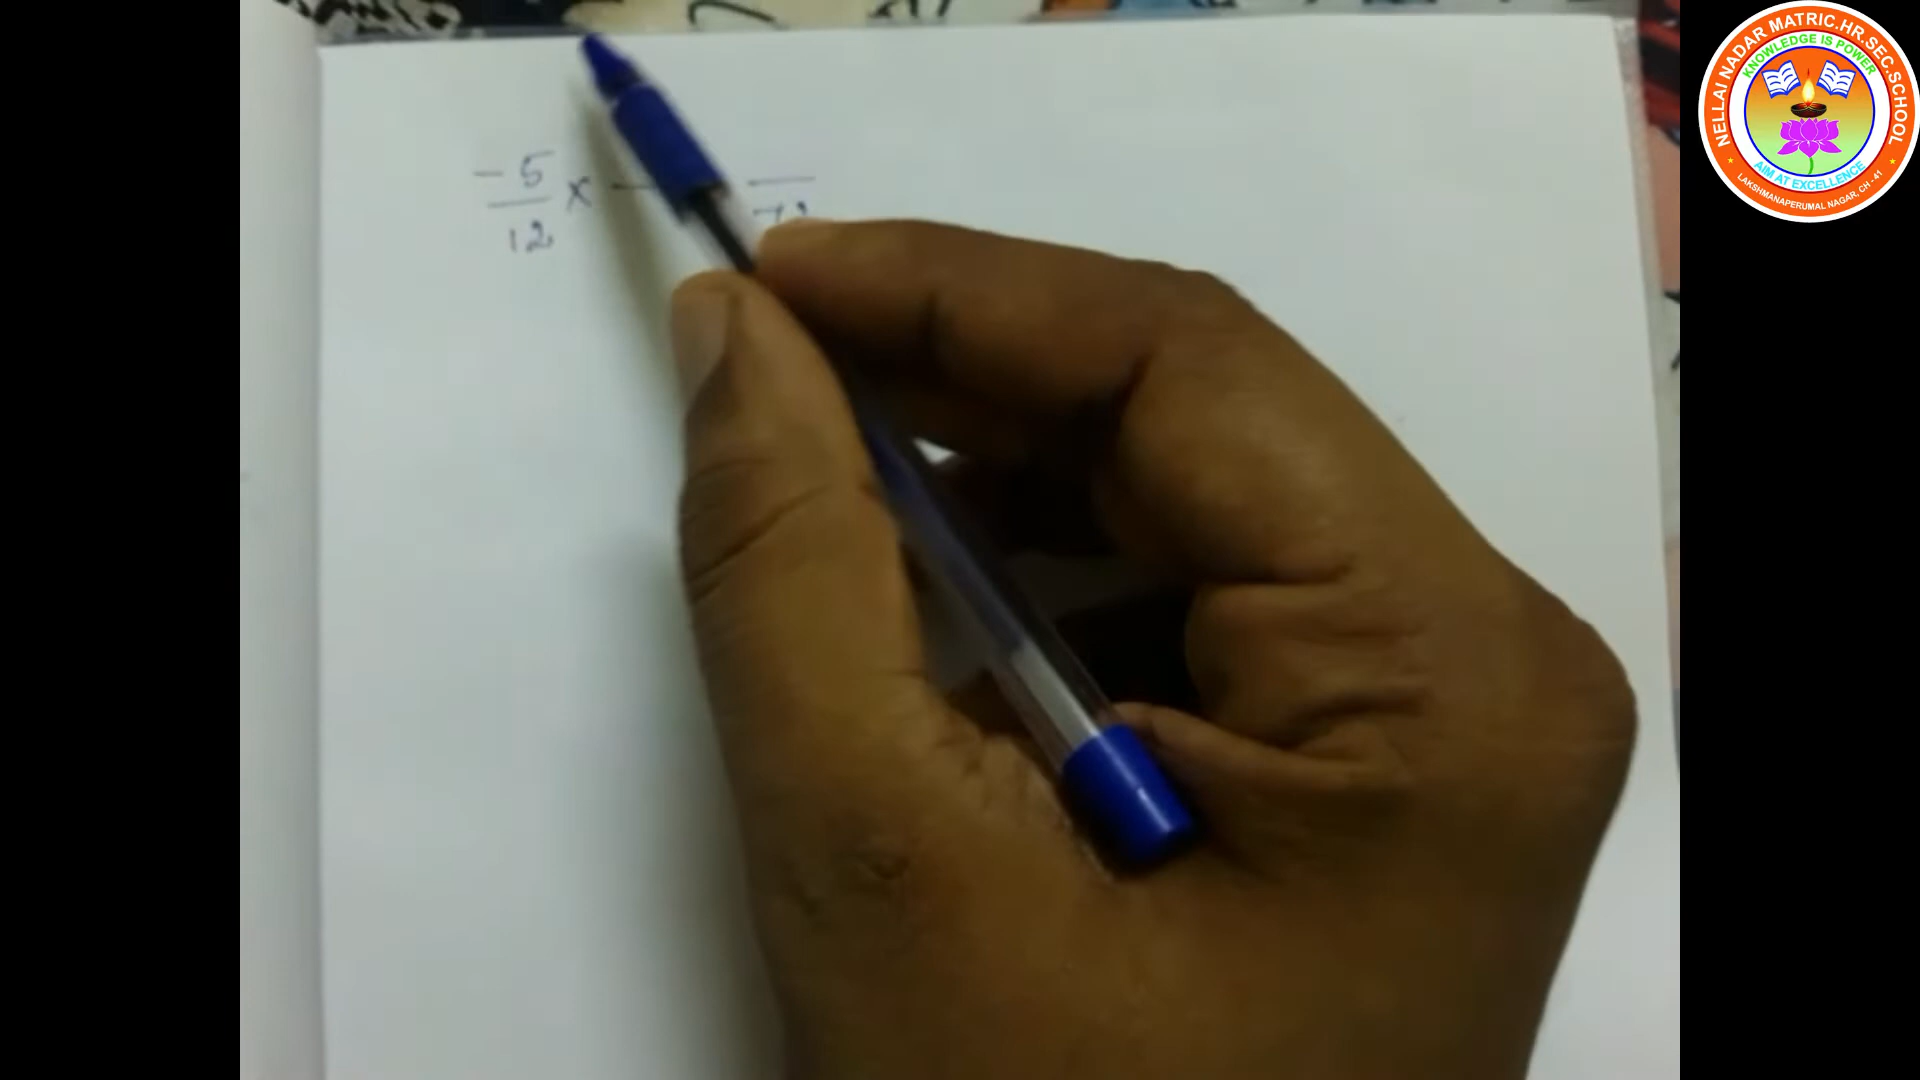 -5
12 ×
NELLAI NADAR MATRIC.HR.SEC.SCHOOL
KNOWLEDGE IS POWER
AIM AT EXCELLENCE
LAKSHMANAPERUMAL NAGAR, CH - 41